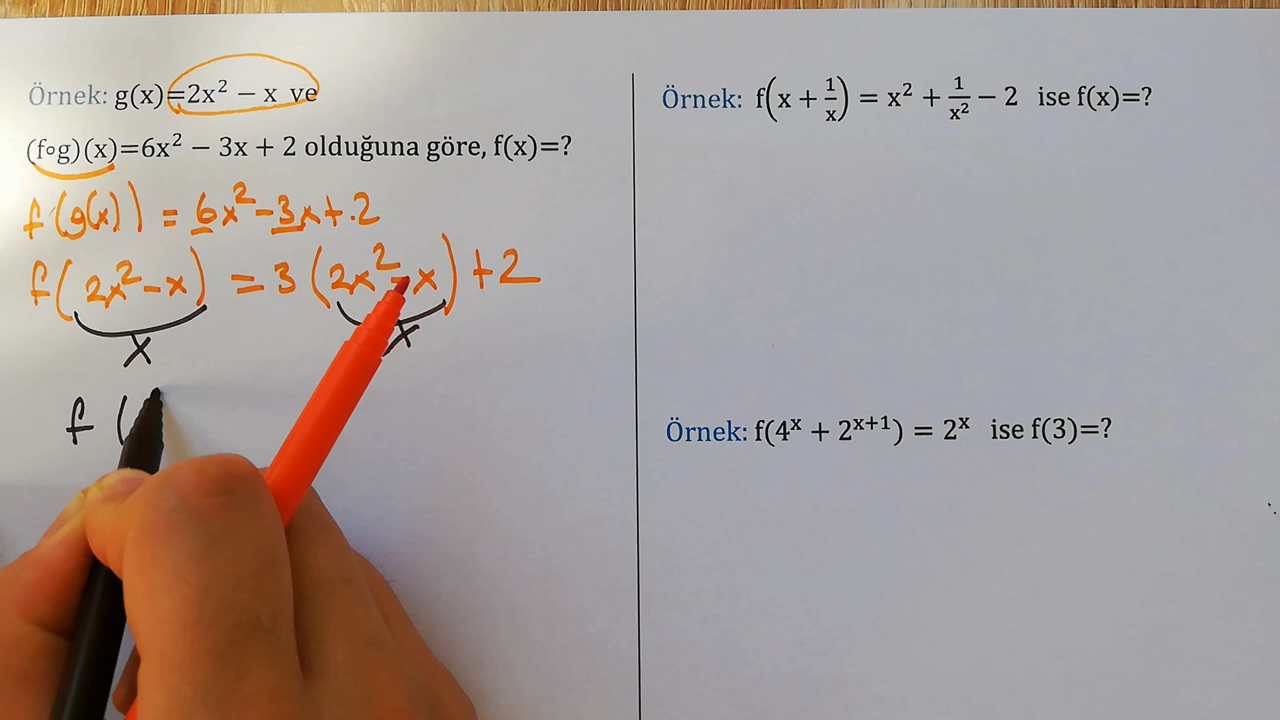 Örnek: g(x)=2x² − x ve
(f∘g)(x)=6x² − 3x + 2 olduğuna göre, f(x)=?
f(g(x)) = 6x²-3x+.2
f(2x²-x) = 3(2x²-x)+2
x x
f (
Örnek: f(x + 1/x) = x² + 1/x² − 2 ise f(x)=?
Örnek: f(4ˣ + 2ˣ⁺¹) = 2ˣ ise f(3)=?